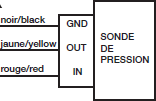 noir/black
GND
jaune/yellow
OUT
rouge/red
IN
SONDE
DE
PRESSION